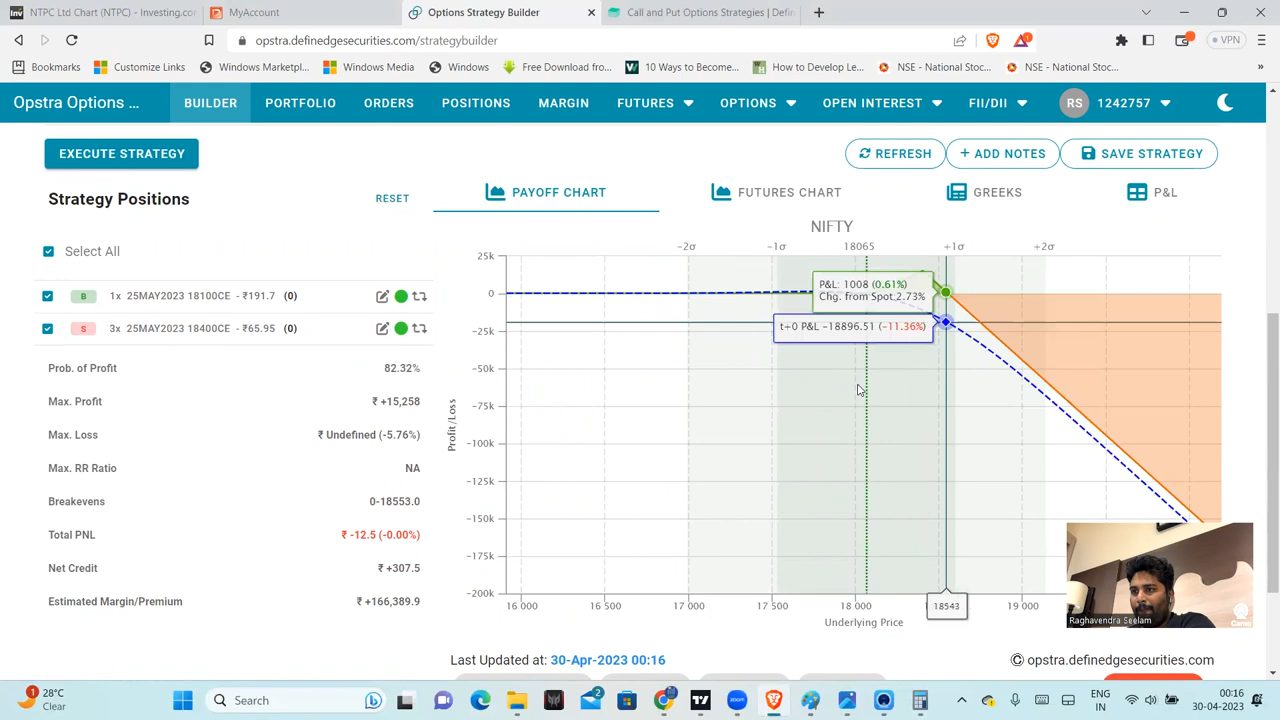 NTPC Ltd Chart (NTPC) - Investing.co
MyAccount
Options Strategy Builder
Call and Put Options Strategies | Defin
opstra.definedgesecurities.com/strategybuilder
VPN
Bookmarks Customize Links Windows Marketpl... Windows Media Windows Free Download fro... 10 Ways to Become... How to Develop Le... NSE - National Stoc... NSE - National Stoc...
Opstra Options ... BUILDER PORTFOLIO ORDERS POSITIONS MARGIN FUTURES OPTIONS OPEN INTEREST FII/DII RS 1242757
EXECUTE STRATEGY
REFRESH + ADD NOTES SAVE STRATEGY
Strategy Positions RESET
PAYOFF CHART FUTURES CHART GREEKS P&L
Select All
B 1x 25MAY2023 18100CE - ₹191.7 (0)
S 3x 25MAY2023 18400CE - ₹65.95 (0)
Prob. of Profit 82.32%
Max. Profit ₹ +15,258
Max. Loss ₹ Undefined (-5.76%)
Max. RR Ratio NA
Breakevens 0-18553.0
Total PNL ₹ -12.5 (-0.00%)
Net Credit ₹ +307.5
Estimated Margin/Premium ₹ +166,389.9
NIFTY
-2σ -1σ 18065 +1σ +2σ
25k
0
-25k
-50k
-75k
-100k
-125k
-150k
-175k
-200k
Profit/Loss
P&L: 1008 (0.61%)
Chg. from Spot 2.73%
t+0 P&L -18896.51 (-11.36%)
16 000 16 500 17 000 17 500 18 000 18543 19 000
Underlying Price
Raghavendra Seelam
Last Updated at: 30-Apr-2023 00:16
© opstra.definedgesecurities.com
1
28°C
Clear
Search
2
ENG
IN
00:16
30-04-2023